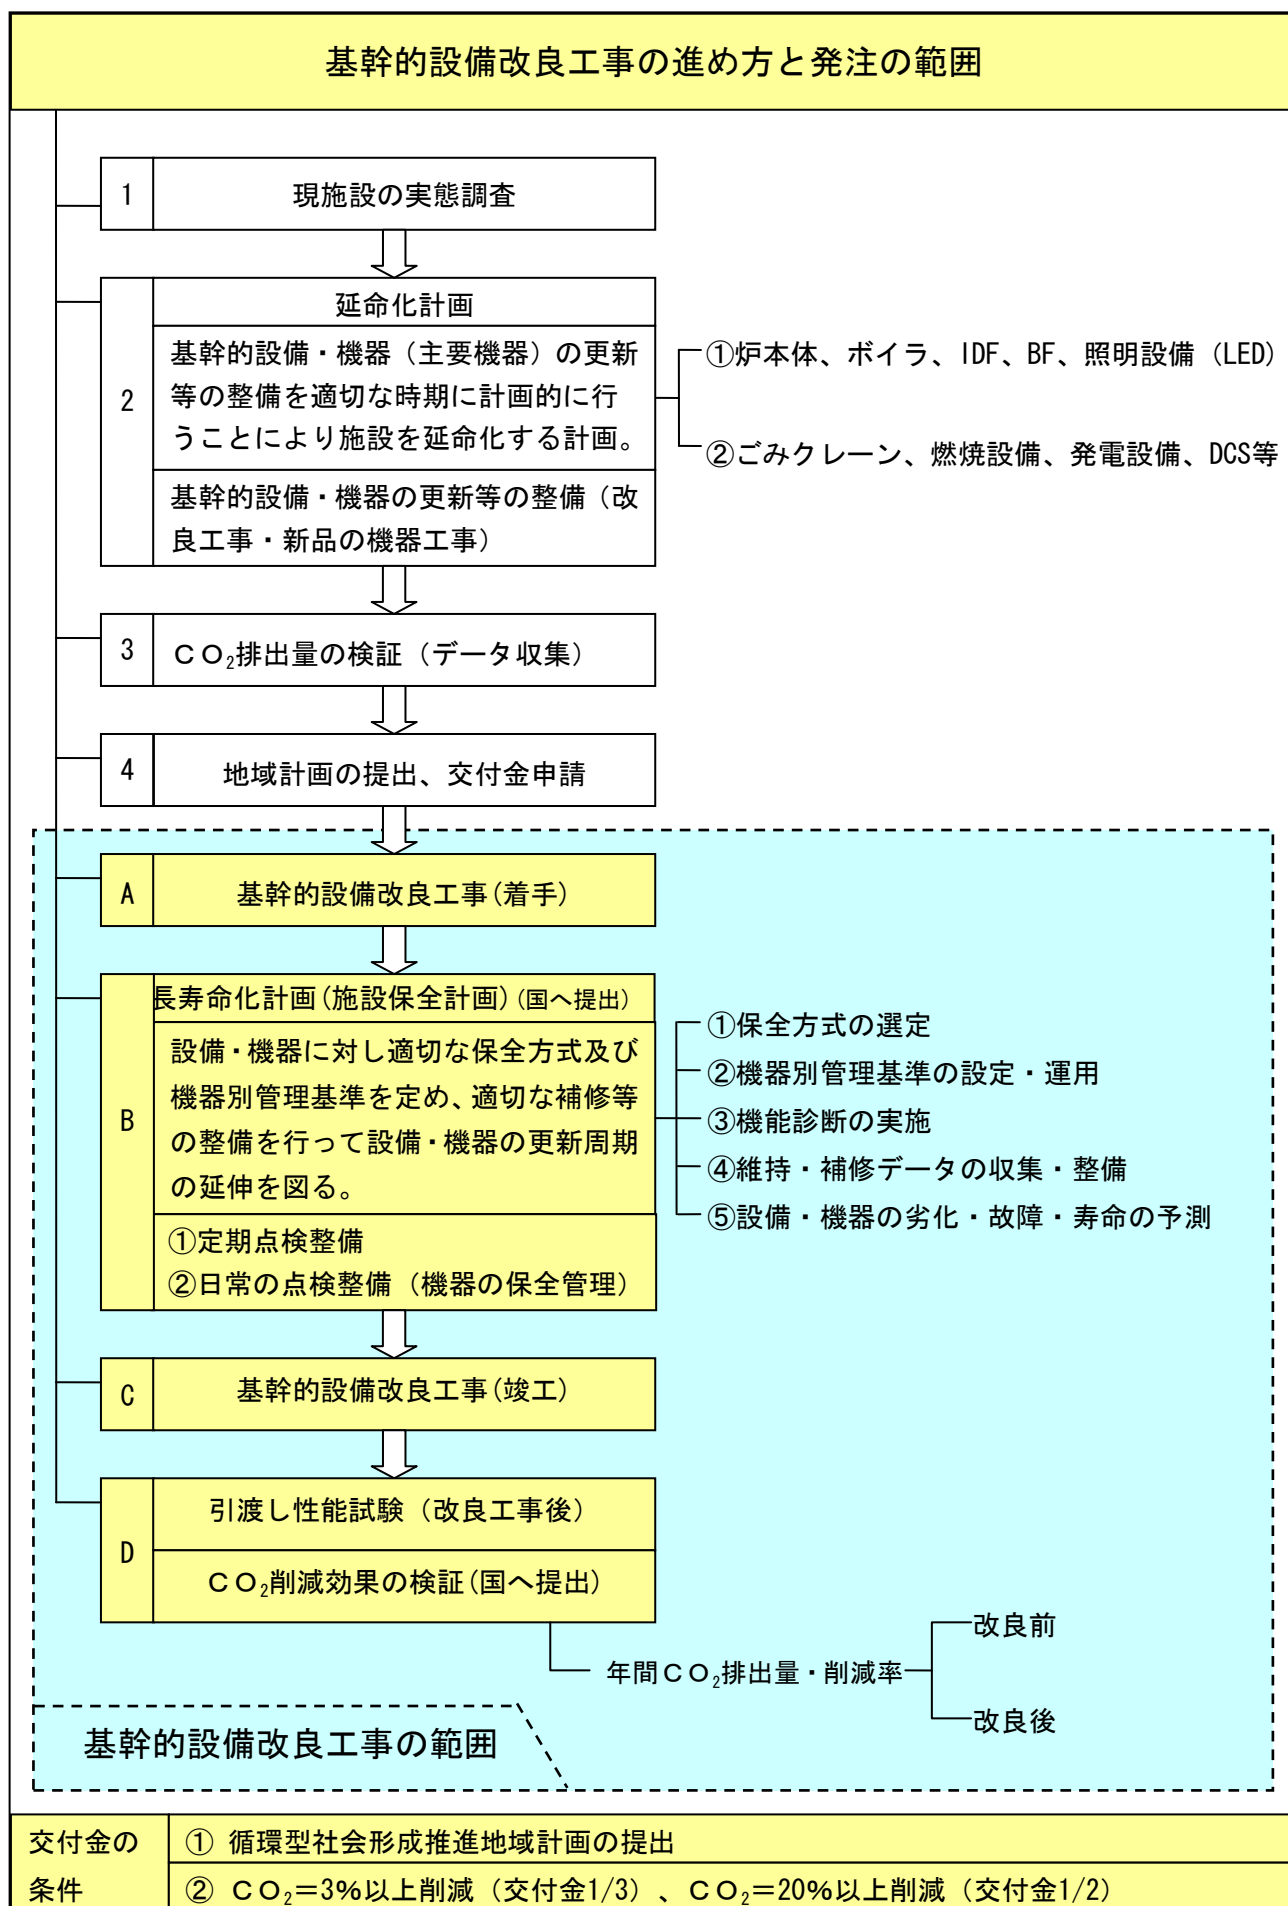 基幹的設備改良工事の進め方と発注の範囲
1
現施設の実態調査
2
延命化計画
基幹的設備・機器（主要機器）の更新
等の整備を適切な時期に計画的に行
うことにより施設を延命化する計画。
基幹的設備・機器の更新等の整備（改
良工事・新品の機器工事）
①炉本体、ボイラ、IDF、BF、照明設備（LED）
②ごみクレーン、燃焼設備、発電設備、DCS等
3
ＣＯ₂排出量の検証（データ収集）
4
地域計画の提出、交付金申請
A
基幹的設備改良工事(着手)
B
長寿命化計画(施設保全計画)(国へ提出)
設備・機器に対し適切な保全方式及び
機器別管理基準を定め、適切な補修等
の整備を行って設備・機器の更新周期
の延伸を図る。
①定期点検整備
②日常の点検整備（機器の保全管理）
①保全方式の選定
②機器別管理基準の設定・運用
③機能診断の実施
④維持・補修データの収集・整備
⑤設備・機器の劣化・故障・寿命の予測
C
基幹的設備改良工事(竣工)
D
引渡し性能試験（改良工事後）
ＣＯ₂削減効果の検証(国へ提出)
年間ＣＯ₂排出量・削減率
改良前
改良後
基幹的設備改良工事の範囲
交付金の
条件
① 循環型社会形成推進地域計画の提出
② ＣＯ₂＝3%以上削減（交付金1/3）、ＣＯ₂＝20%以上削減（交付金1/2）